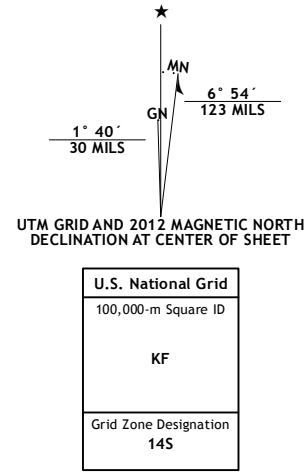 ★
MN
GN
6° 54´
123 MILS
1° 40´
30 MILS
UTM GRID AND 2012 MAGNETIC NORTH
DECLINATION AT CENTER OF SHEET
U.S. National Grid
100,000-m Square ID
KF
Grid Zone Designation
14S